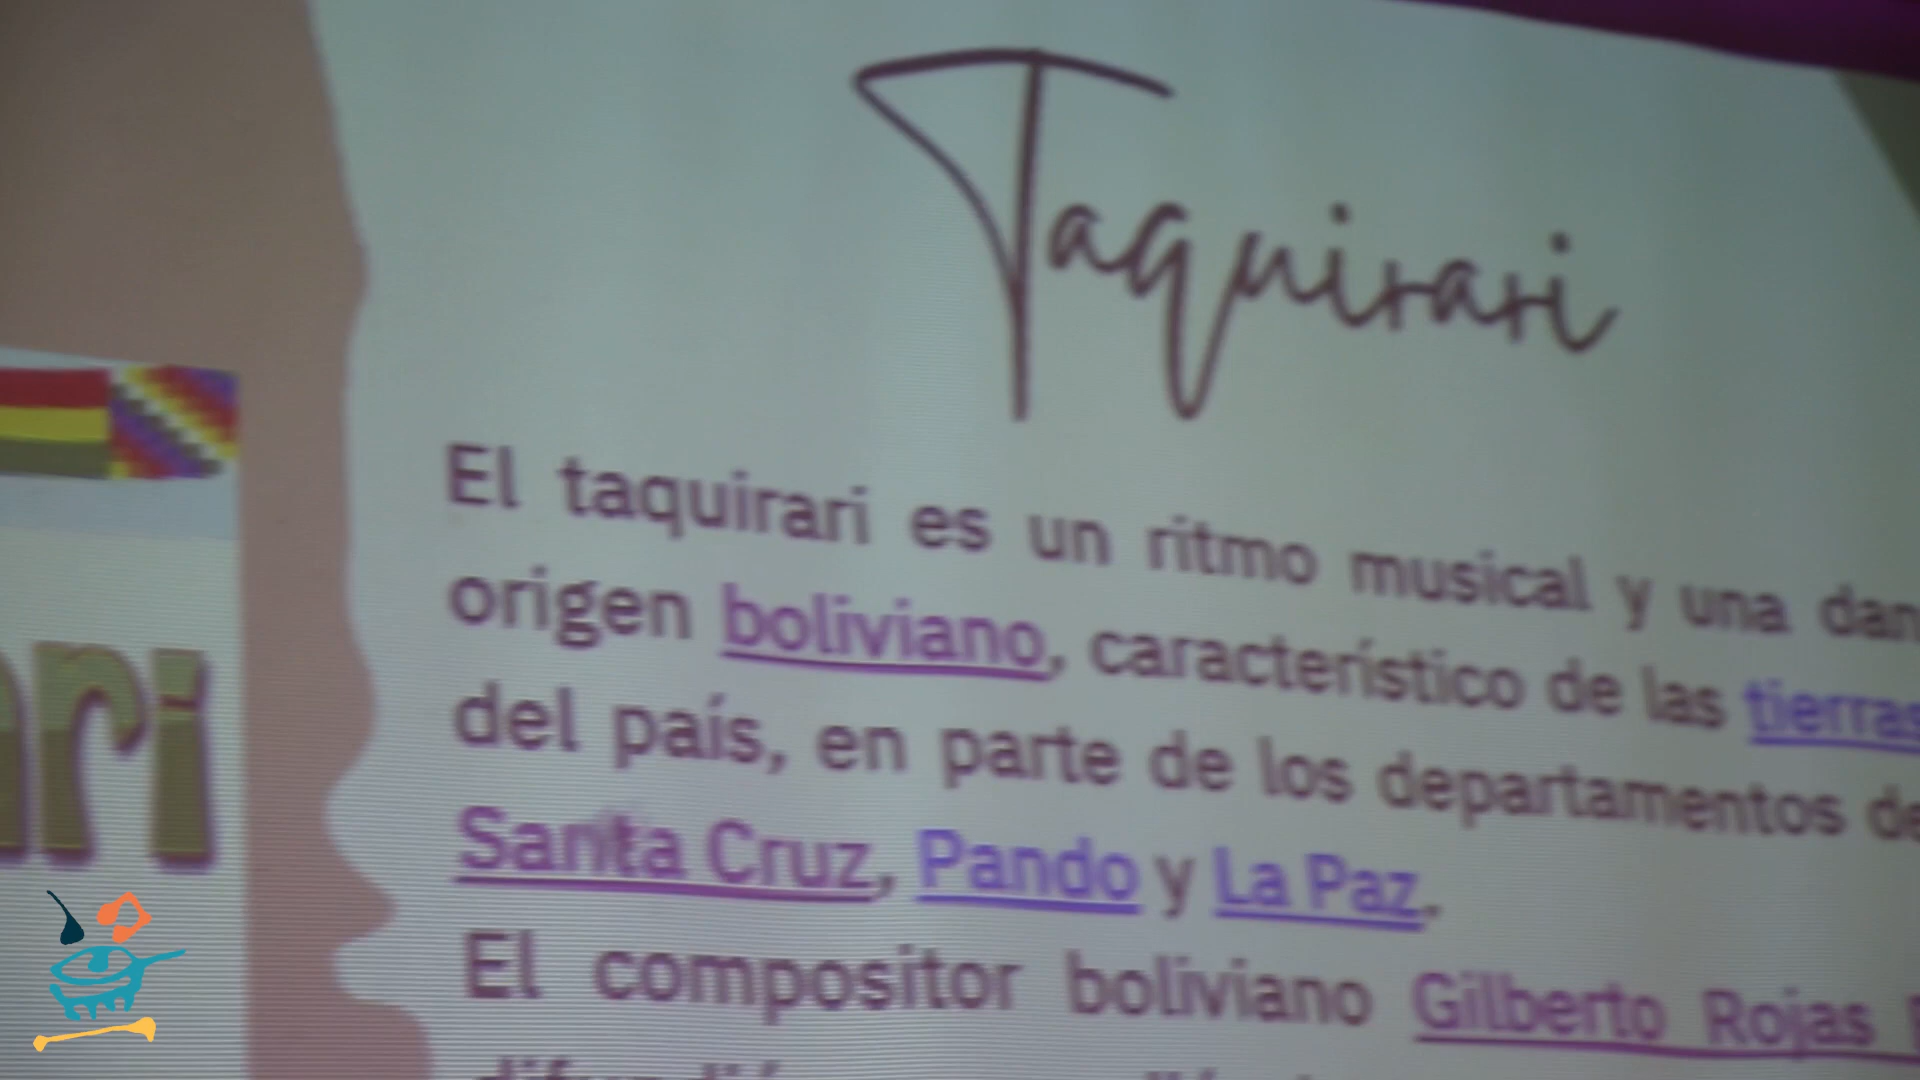 Taquirari
El taquirari es un ritmo musical y una dan
origen boliviano, característico de las tierras
del país, en parte de los departamentos de
Santa Cruz, Pando y La Paz.
El compositor boliviano Gilberto Rojas
ari